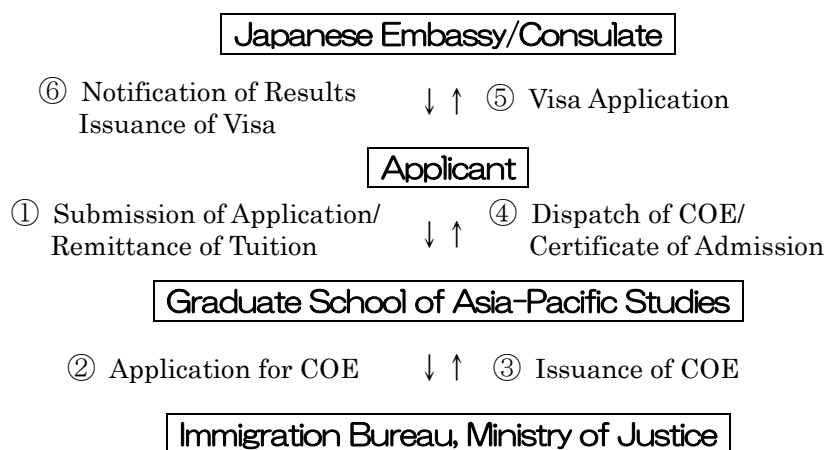 Japanese Embassy/Consulate
⑥ Notification of Results ↓ ↑ ⑤ Visa Application
Issuance of Visa
Applicant
① Submission of Application/ ↓ ↑ ④ Dispatch of COE/
Remittance of Tuition Certificate of Admission
Graduate School of Asia-Pacific Studies
② Application for COE ↓ ↑ ③ Issuance of COE
Immigration Bureau, Ministry of Justice